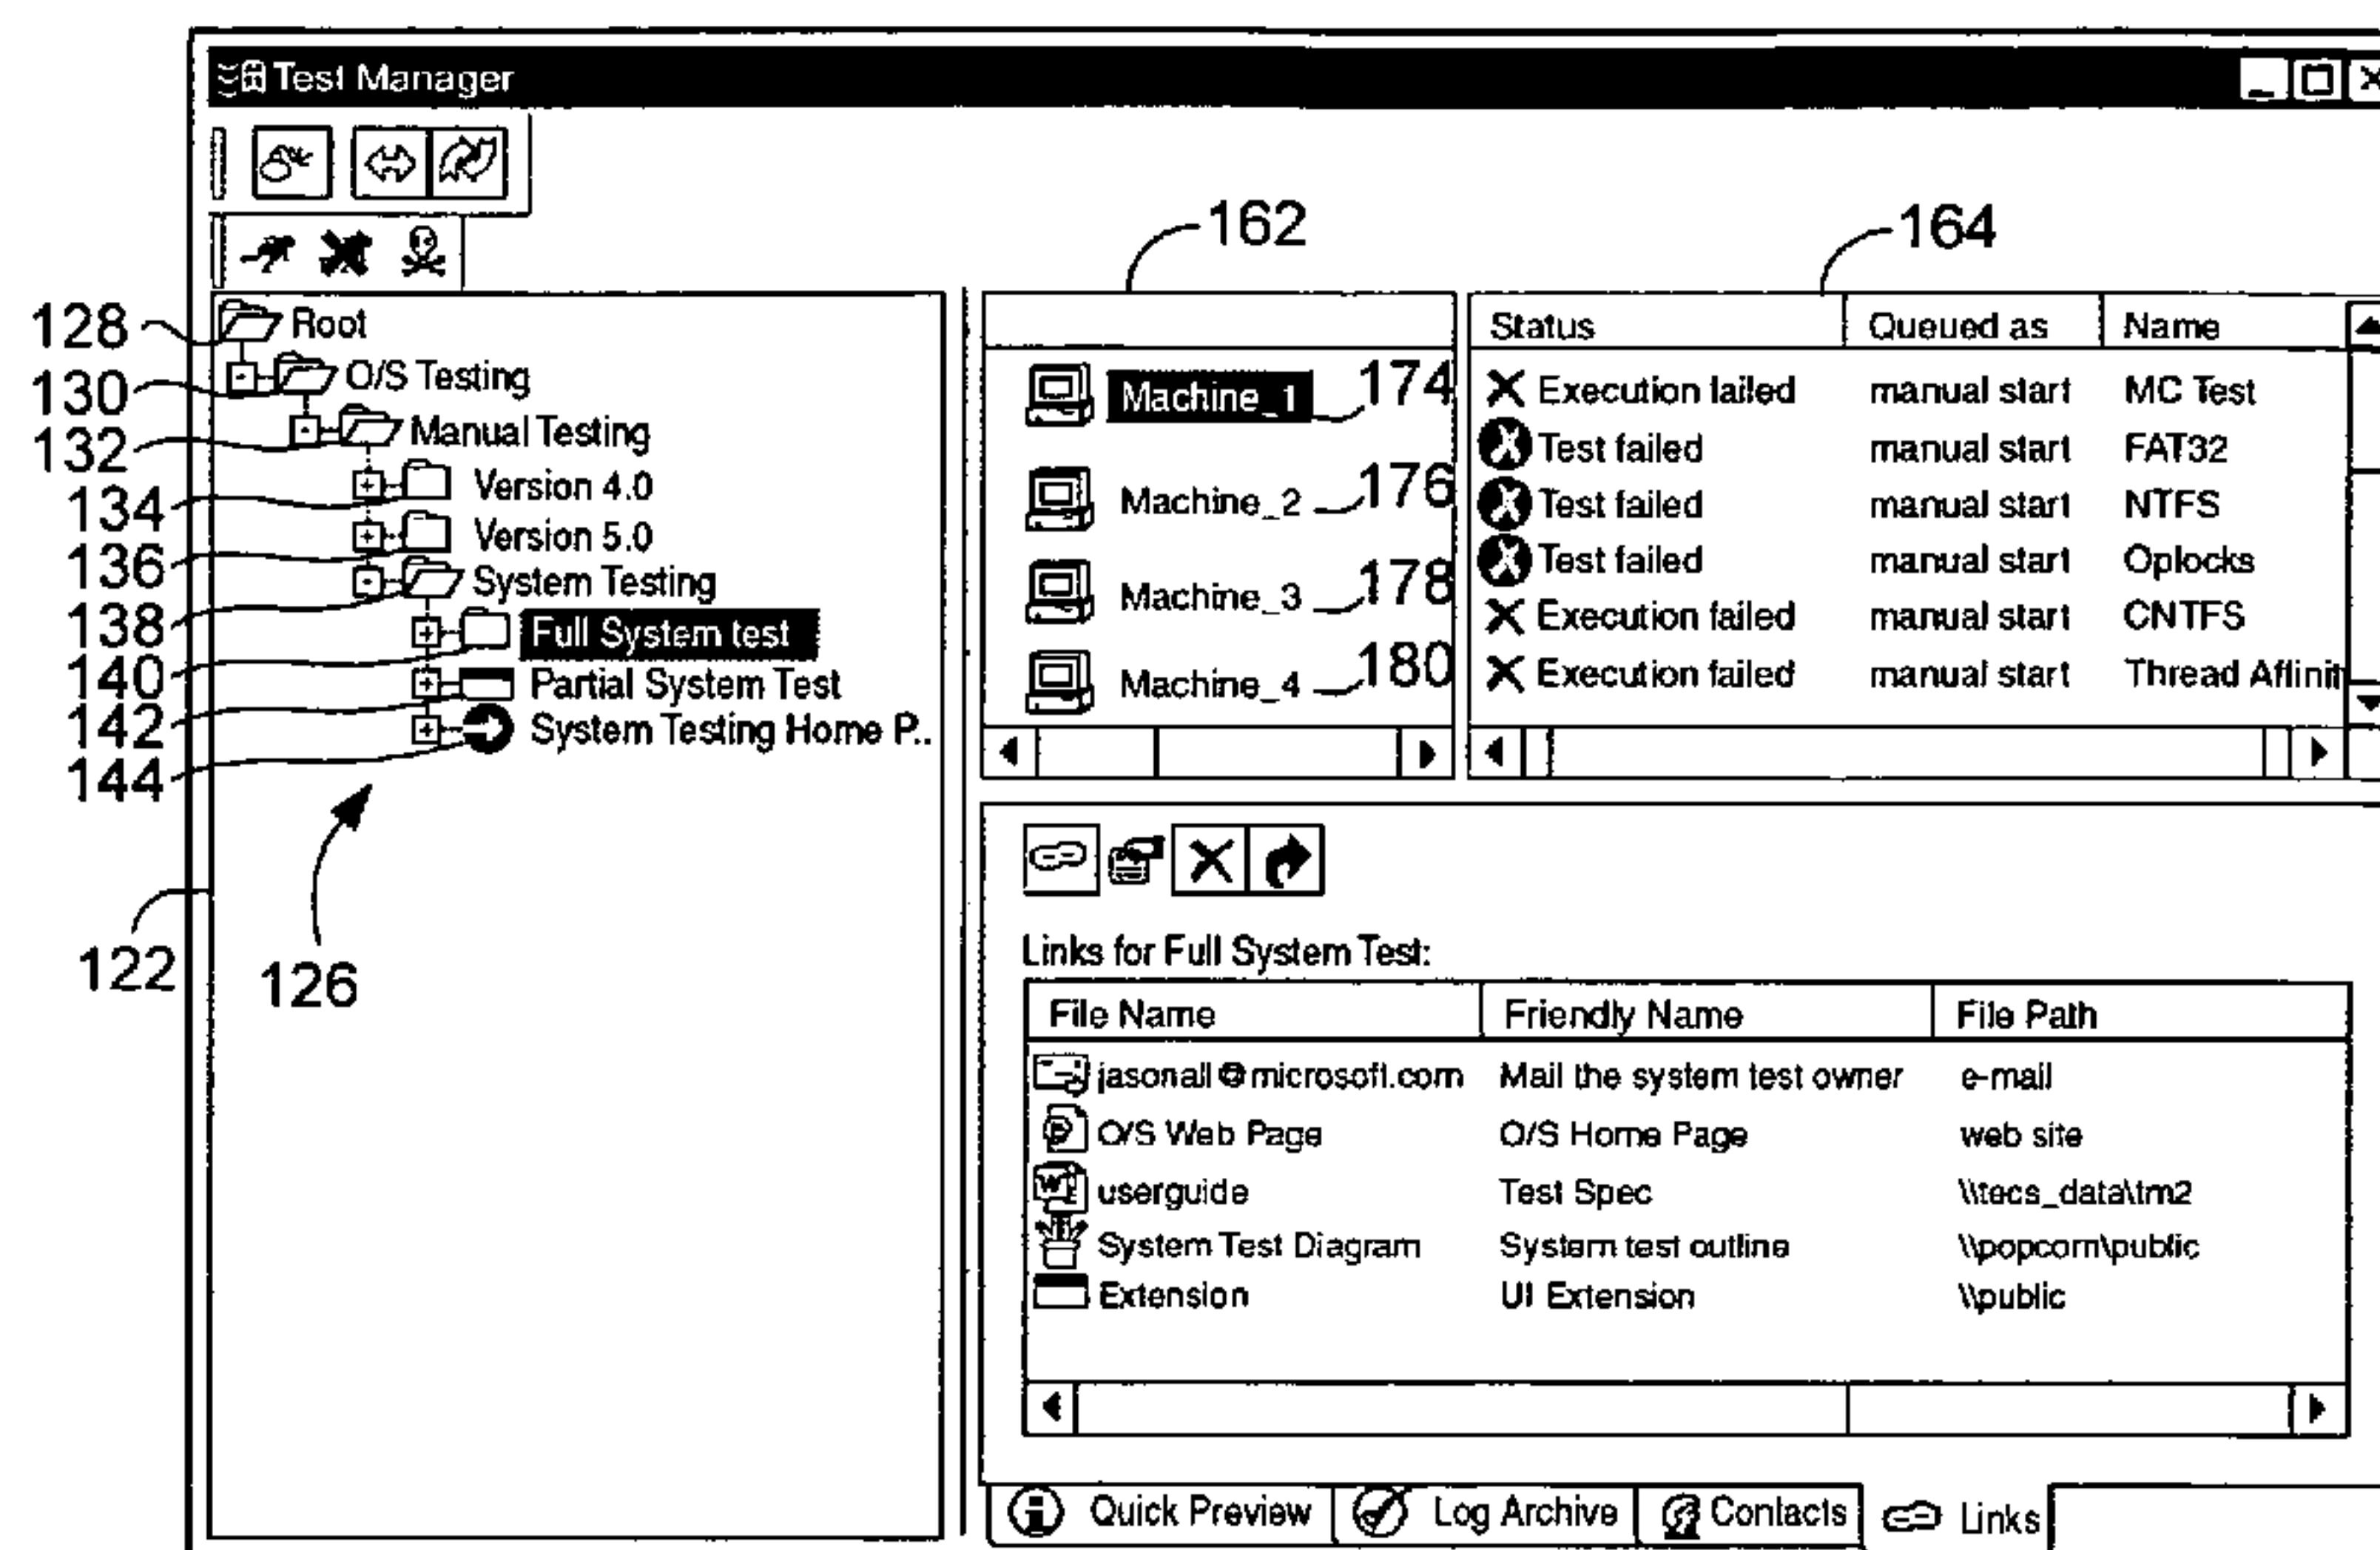 Test Manager
162
164
128
Root
130
O/S Testing
132
Manual Testing
134
Version 4.0
136
Version 5.0
138
System Testing
140
Full System test
142
Partial System Test
144
System Testing Home P..
122
126
Machine_1 174
Machine_2 176
Machine_3 178
Machine_4 180
Status Queued as Name
Execution failed manual start MC Test
Test failed manual start FAT32
Test failed manual start NTFS
Test failed manual start Oplocks
Execution failed manual start CNTFS
Execution failed manual start Thread Affinit
Links for Full System Test:
File Name Friendly Name File Path
jasonall@microsoft.com Mail the system test owner e-mail
O/S Web Page O/S Home Page web site
userguide Test Spec \\tecs_data\tm2
System Test Diagram System test outline \\popcorn\public
Extension UI Extension \\public
Quick Preview Log Archive Contacts Links